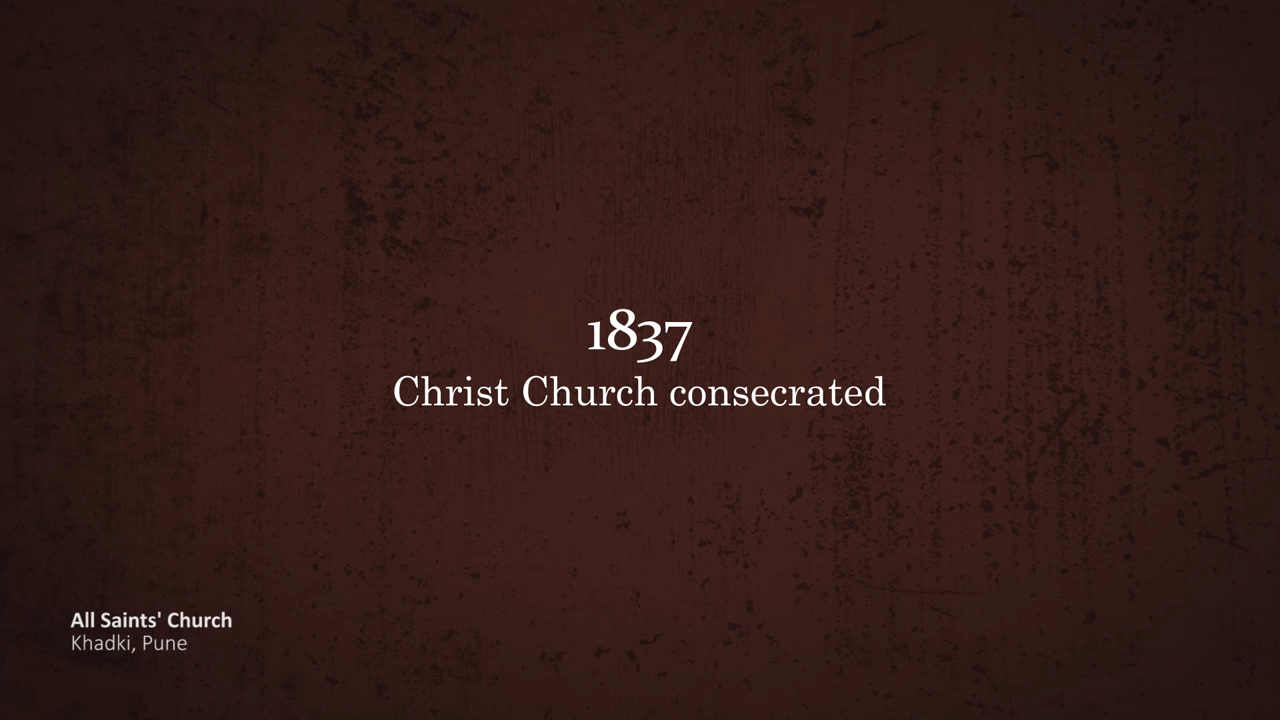 1837
Christ Church consecrated
All Saints' Church
Khadki, Pune